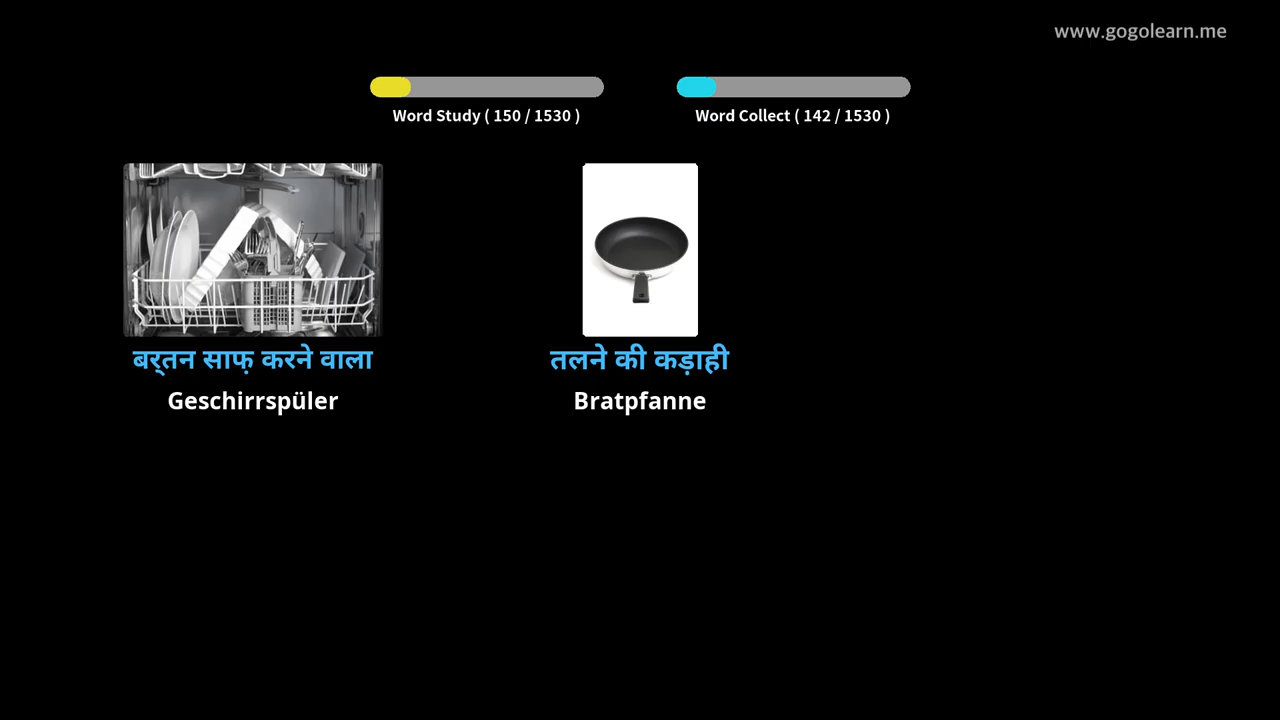 www.gogolearn.me
Word Study ( 150 / 1530 )
Word Collect ( 142 / 1530 )
बर्‌तन साफ़ करने वाला
तलने की कड़ाही
Geschirrspüler
Bratpfanne